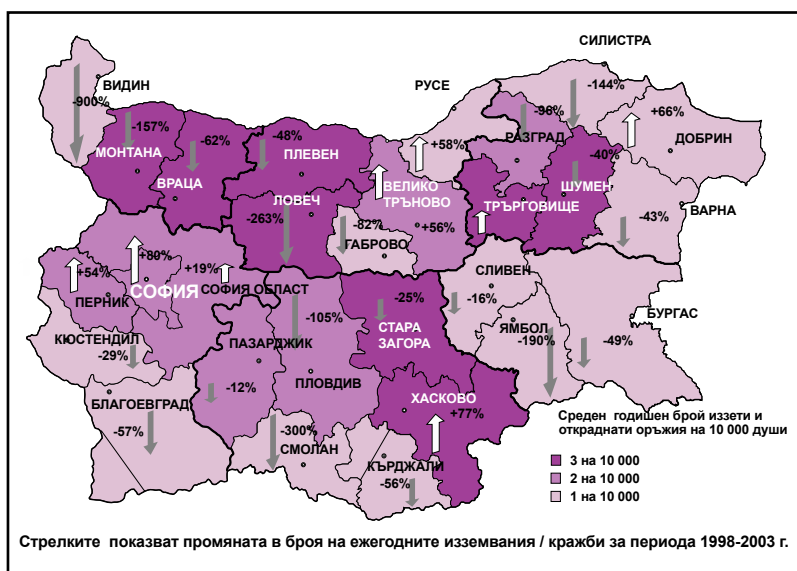 СИЛИСТРА
ВИДИН
РУСЕ
-144%
-900%
-96%
+66%
-157%
-62%
-48%
+58%
РАЗГРАД
ДОБРИН
МОНТАНА
ПЛЕВЕН
-40%
ВРАЦА
ВЕЛИКО
ТРЪНОВО
ШУМЕН
ЛОВЕЧ
ТРЪРГОВИЩЕ
ВАРНА
-263%
-82%
+56%
-43%
ГАБРОВО
+80%
+54%
+19%
СЛИВЕН
ПЕРНИК
СОФИЯ
СОФИЯ ОБЛАСТ
-25%
-16%
БУРГАС
-105%
СТАРА
ЗАГОРА
ЯМБОЛ
КЮСТЕНДИЛ
ПАЗАРДЖИК
-190%
-49%
-29%
-12%
ПЛОВДИВ
БЛАГОЕВГРАД
ХАСКОВО
+77%
-57%
-300%
СМОЛАН
КЪРДЖАЛИ
-56%
Среден годишен брой иззети и
откраднати оръжия на 10 000 души
3 на 10 000
2 на 10 000
1 на 10 000
Стрелките показват промяната в броя на ежегодните изземвания / кражби за периода 1998-2003 г.